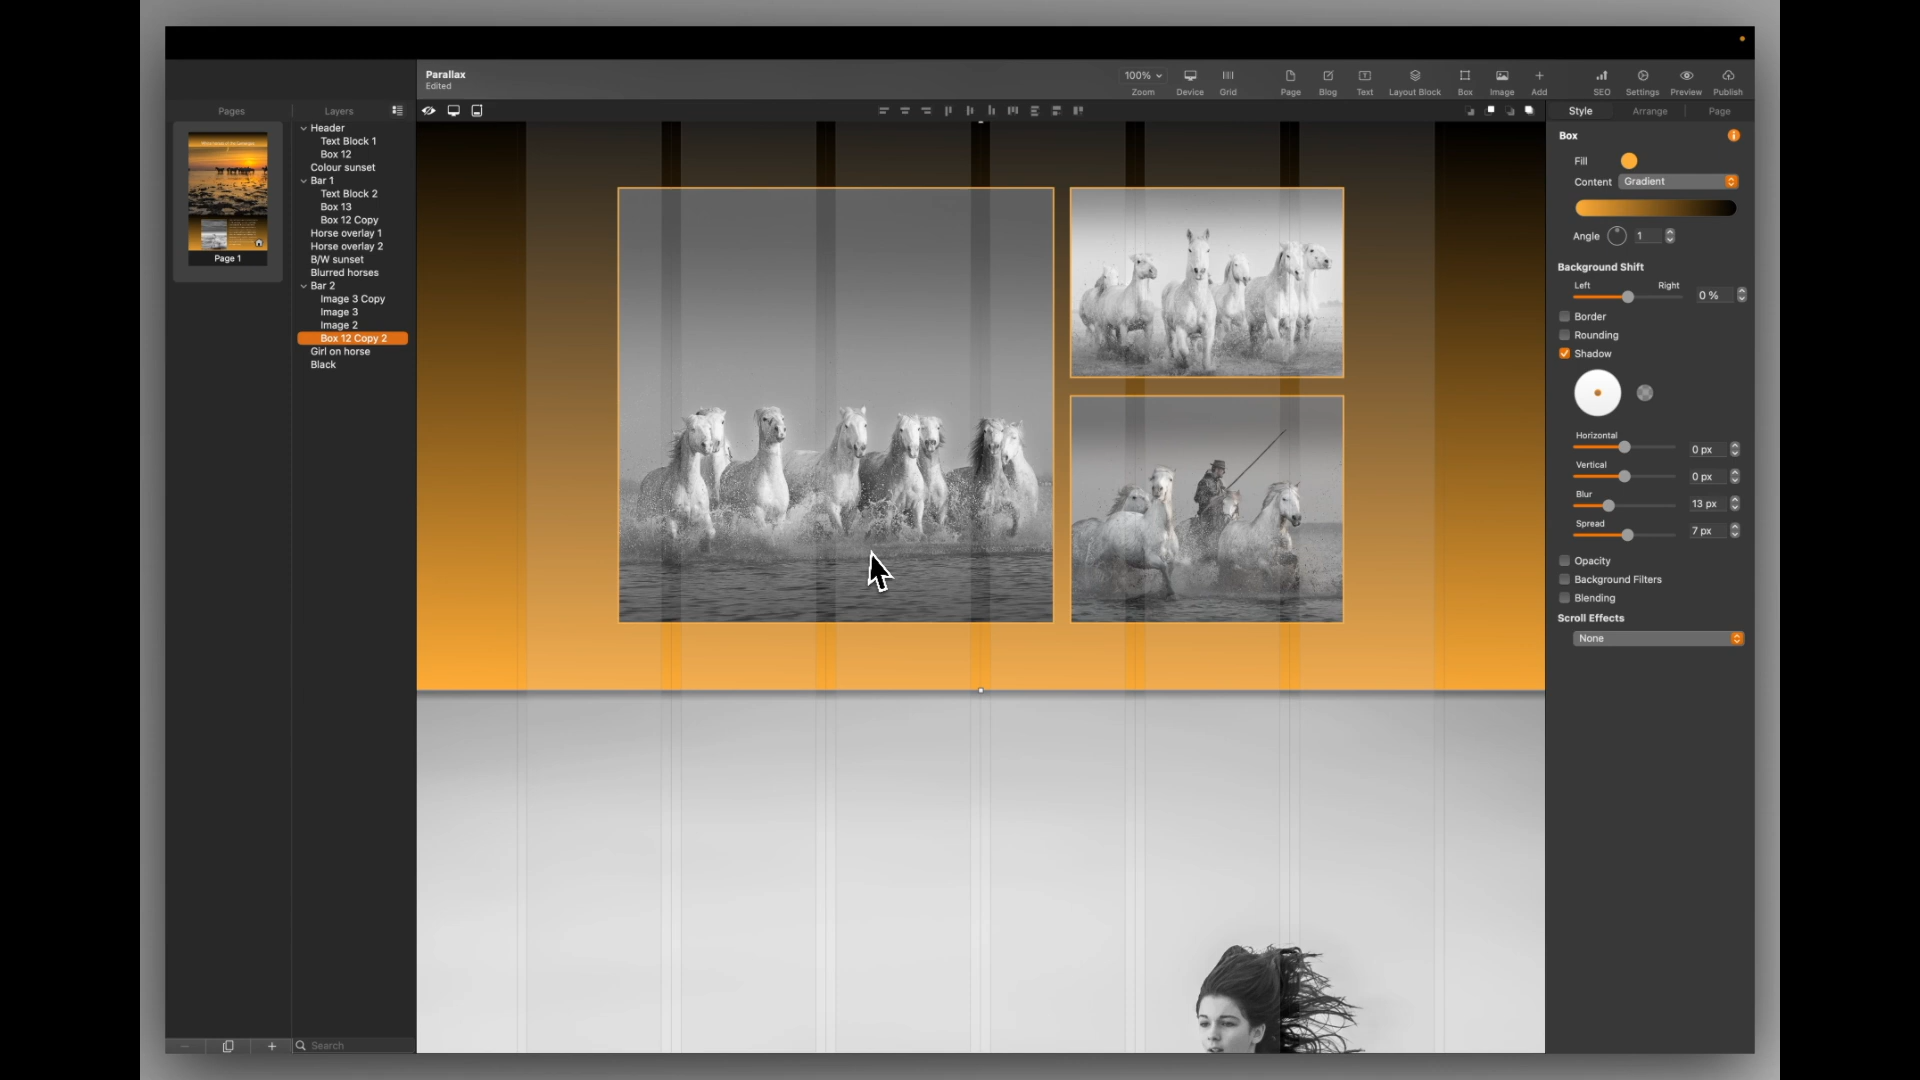 Parallax
Edited
100%
Zoom
Device
Grid
Page
Blog
Text
Layout Block
Box
Image
Add
SEO
Settings
Preview
Publish
Pages
Page 1
Layers
Header
Text Block 1
Box 12
Colour sunset
Bar 1
Text Block 2
Box 13
Box 12 Copy
Horse overlay 1
Horse overlay 2
B/W sunset
Blurred horses
Bar 2
Image 3 Copy
Image 3
Image 2
Box 12 Copy 2
Girl on horse
Black
Search
Style
Arrange
Page
Box
Fill
Content Gradient
Angle 1
Background Shift
Left Right
0 %
Border
Rounding
Shadow
Horizontal
0 px
Vertical
0 px
Blur
13 px
Spread
7 px
Opacity
Background Filters
Blending
Scroll Effects
None